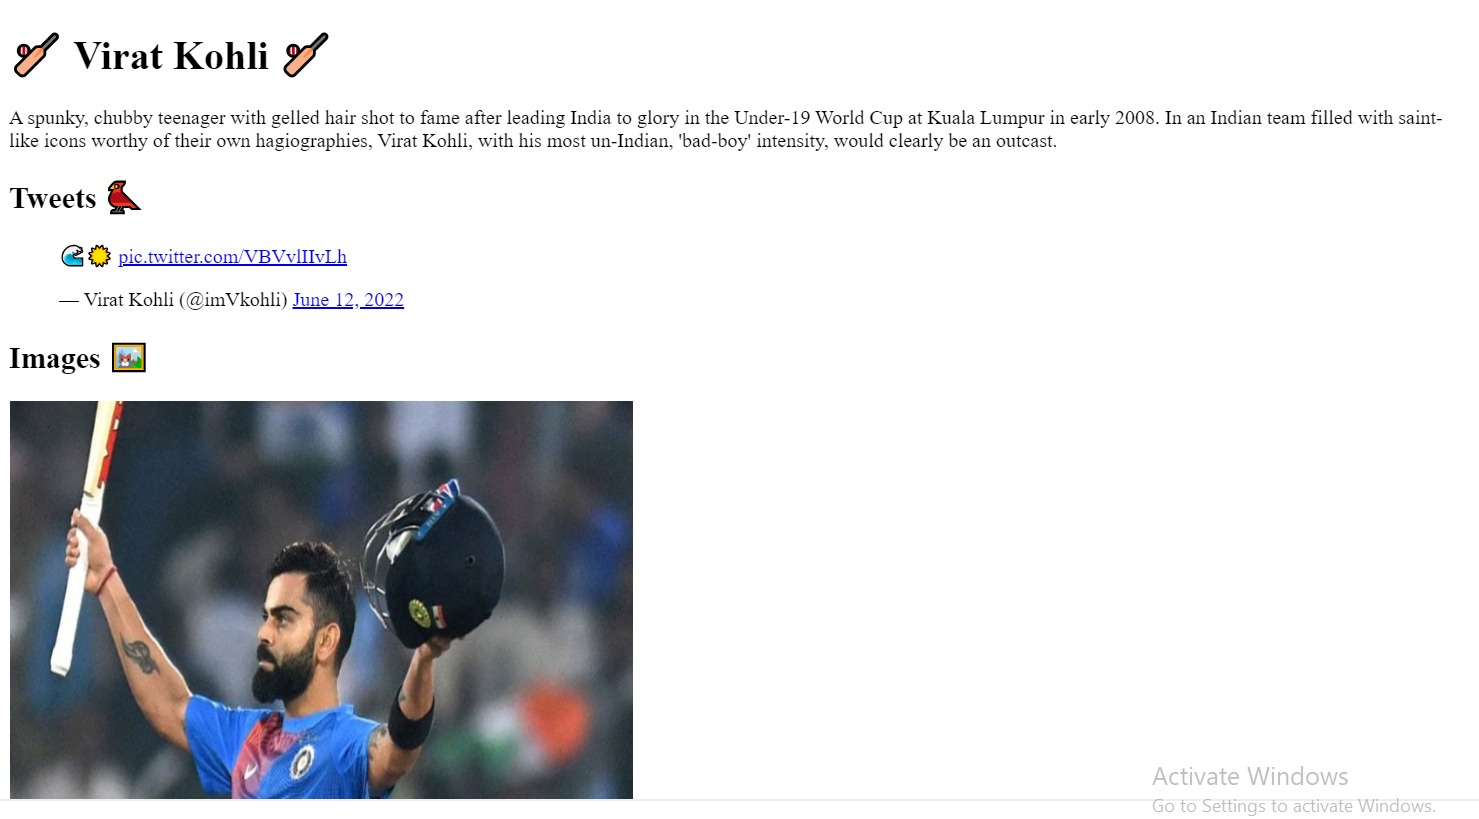 🏏 Virat Kohli 🏏
A spunky, chubby teenager with gelled hair shot to fame after leading India to glory in the Under-19 World Cup at Kuala Lumpur in early 2008. In an Indian team filled with saint-
like icons worthy of their own hagiographies, Virat Kohli, with his most un-Indian, 'bad-boy' intensity, would clearly be an outcast.
Tweets 🐦
🌊☀️ pic.twitter.com/VBVvlIIvLh
— Virat Kohli (@imVkohli) June 12, 2022
Images 🖼️
Activate Windows
Go to Settings to activate Windows.